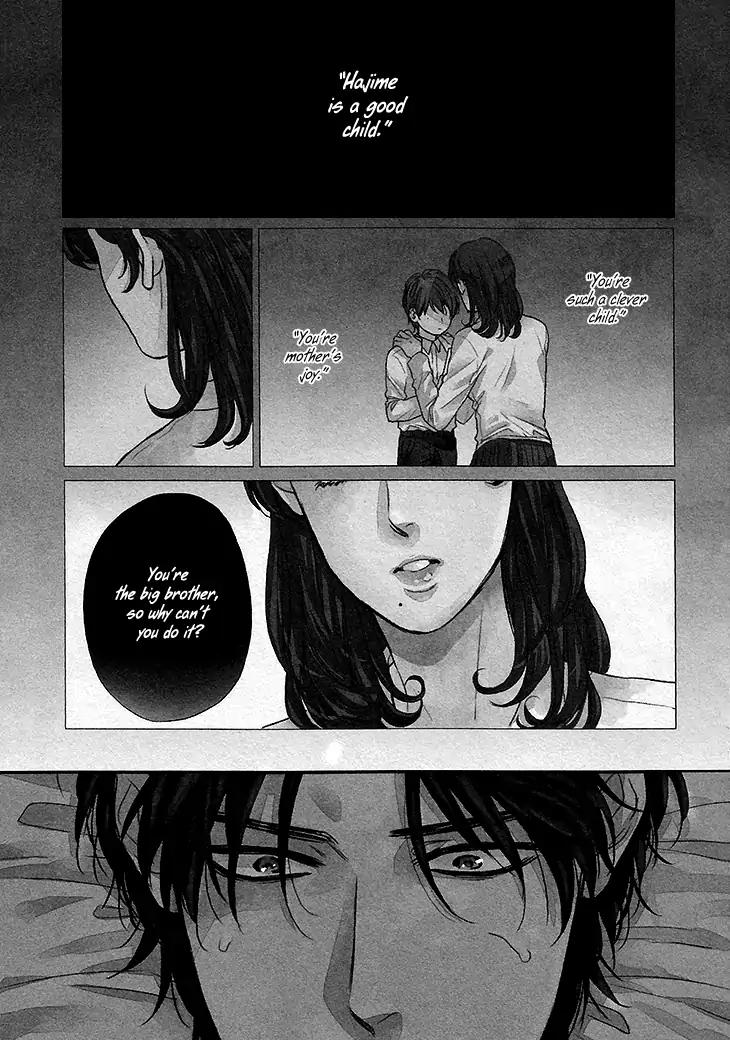 "Hajime
is a good
child."
"You're
such a clever
child."
"You're
mother's
joy."
You're
the big brother,
so why can't
you do it?